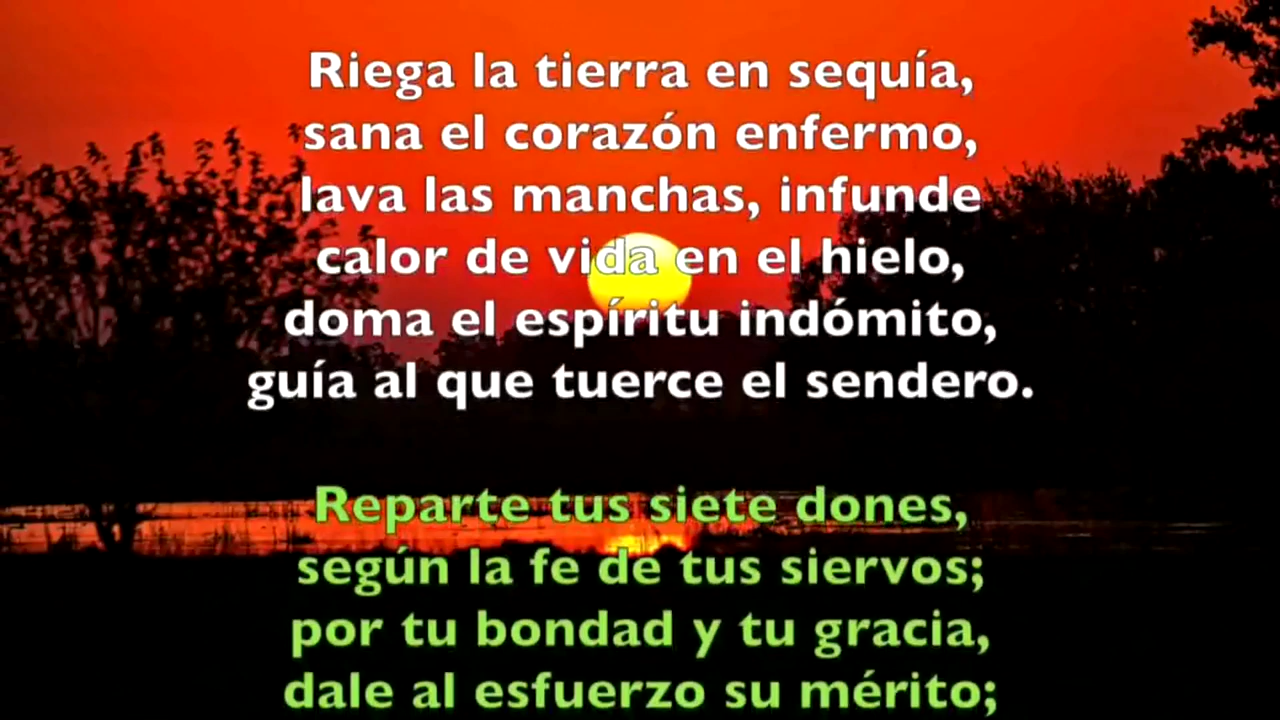 Riega la tierra en sequía,
sana el corazón enfermo,
lava las manchas, infunde
calor de vida en el hielo,
doma el espíritu indómito,
guía al que tuerce el sendero.
Reparte tus siete dones,
según la fe de tus siervos;
por tu bondad y tu gracia,
dale al esfuerzo su mérito;